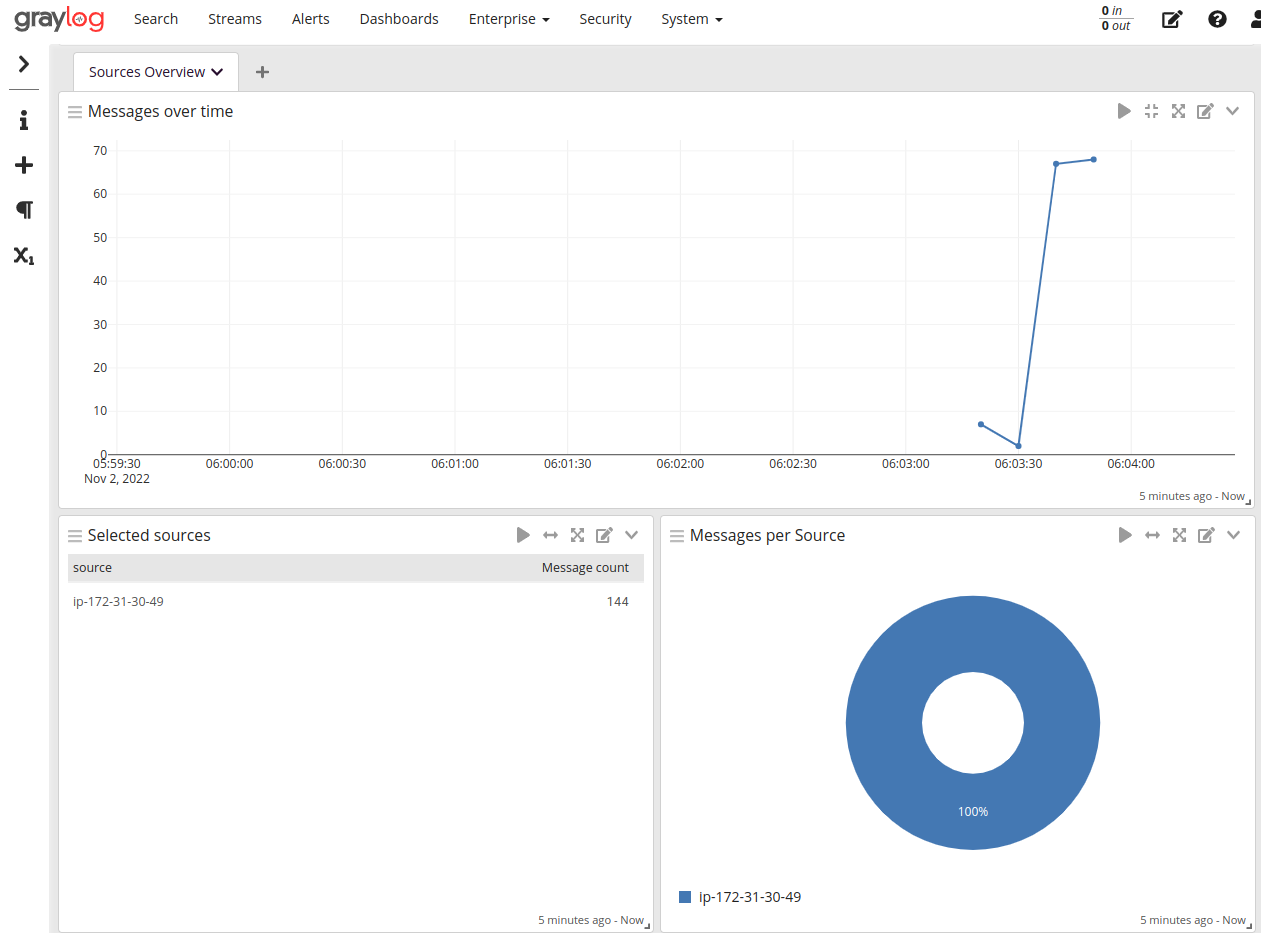 graylog Search Streams Alerts Dashboards Enterprise Security System 0 in
0 out
Sources Overview
Messages over time
70
60
50
40
30
20
10
0
05:59:30 06:00:00 06:00:30 06:01:00 06:01:30 06:02:00 06:02:30 06:03:00 06:03:30 06:04:00
Nov 2, 2022
5 minutes ago - Now
Selected sources
source Message count
ip-172-31-30-49 144
5 minutes ago - Now
Messages per Source
100%
ip-172-31-30-49
5 minutes ago - Now